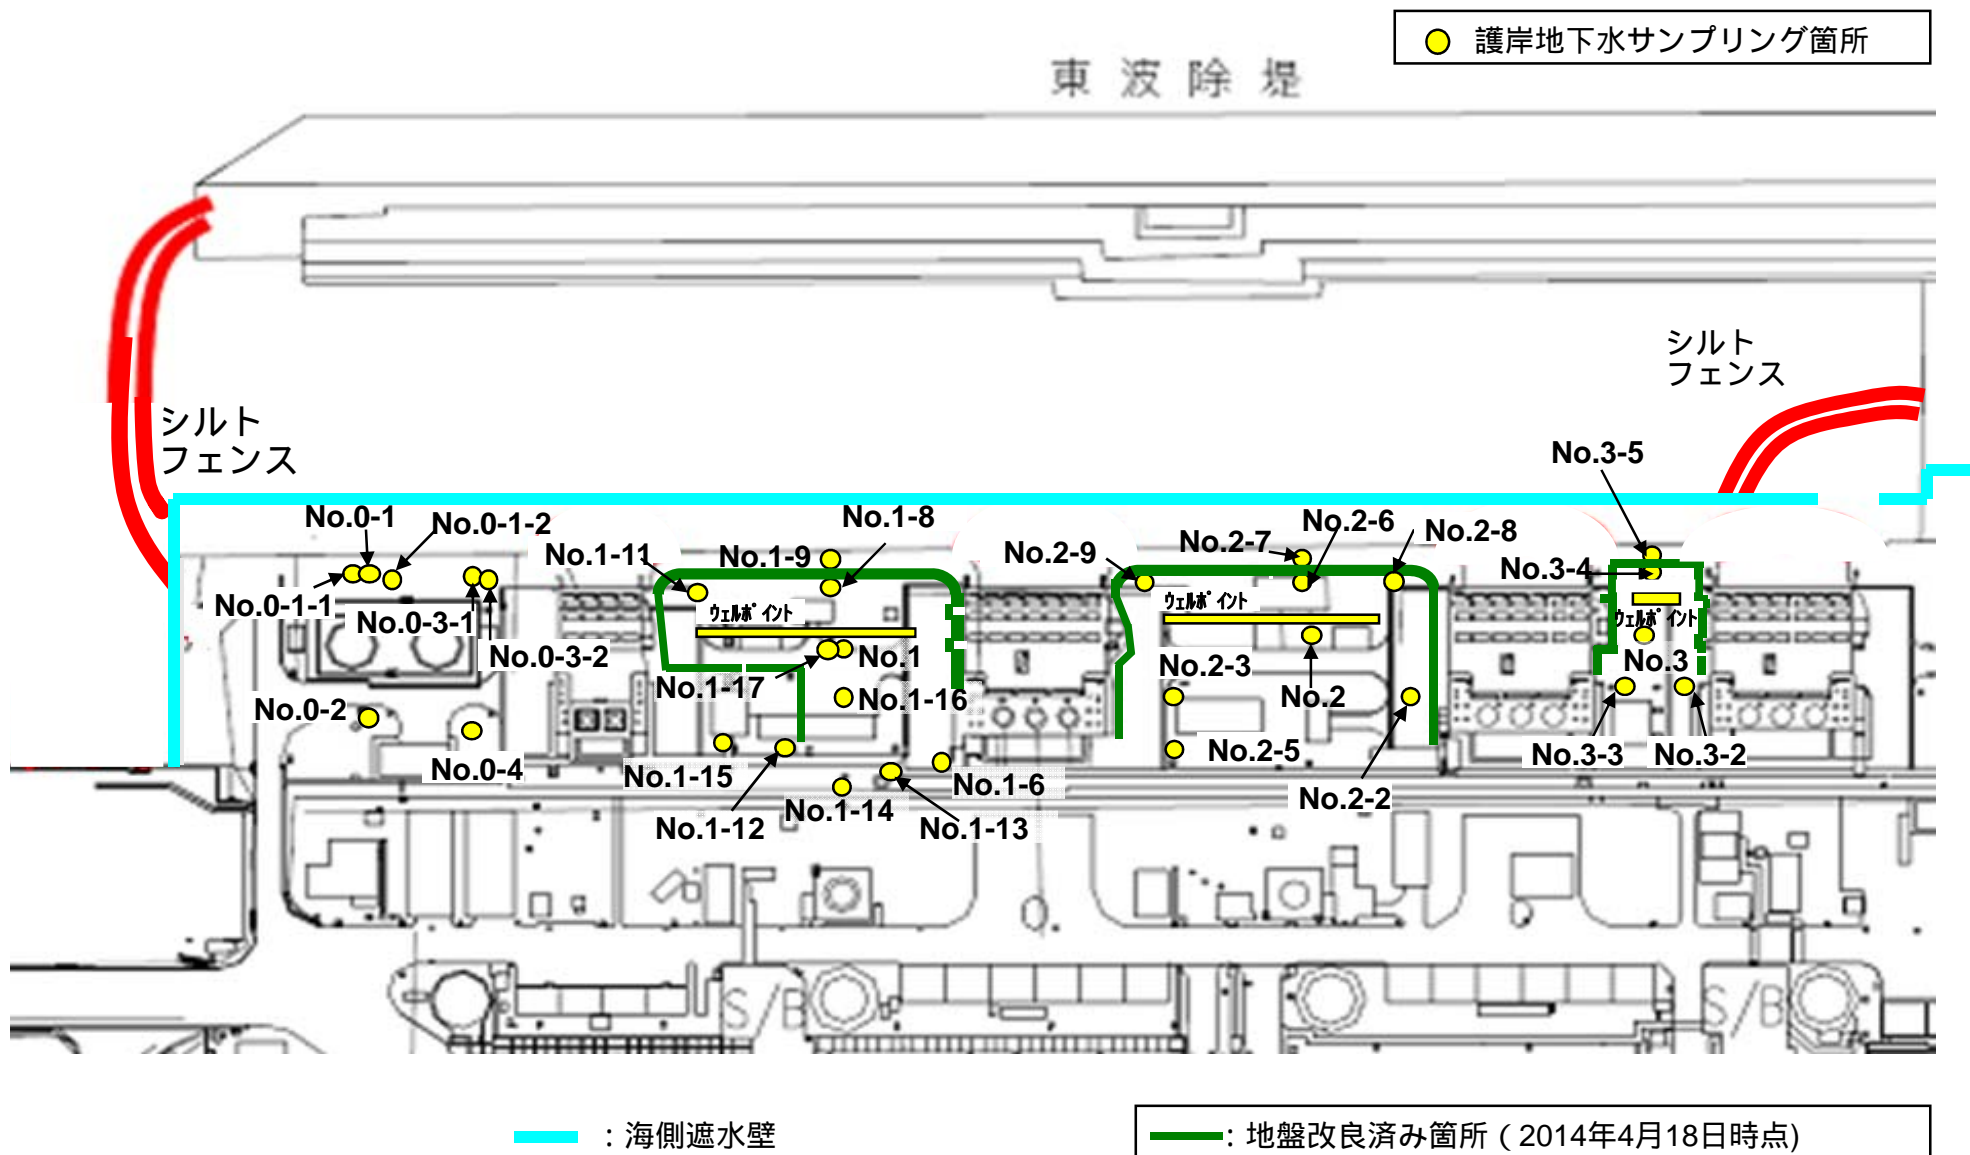 護岸地下水サンプリング箇所
東波除堤
シルト
フェンス
シルト
フェンス
No.3-5
No.0-1
No.0-1-2
No.1-8
No.2-6
No.2-8
No.1-11
No.1-9
No.2-9
No.2-7
No.3-4
No.0-1-1
No.0-3-1
ウェルポイント
ウェルポイント
ウェルポイント
No.0-3-2
No.1
No.2-3
No.3
No.1-17
No.1-16
No.2
No.0-2
No.0-4
No.1-15
No.1-6
No.2-5
No.3-3
No.3-2
No.1-14
No.2-2
No.1-12
No.1-13
S/B
S/B
：海側遮水壁
：地盤改良済み箇所（2014年4月18日時点)